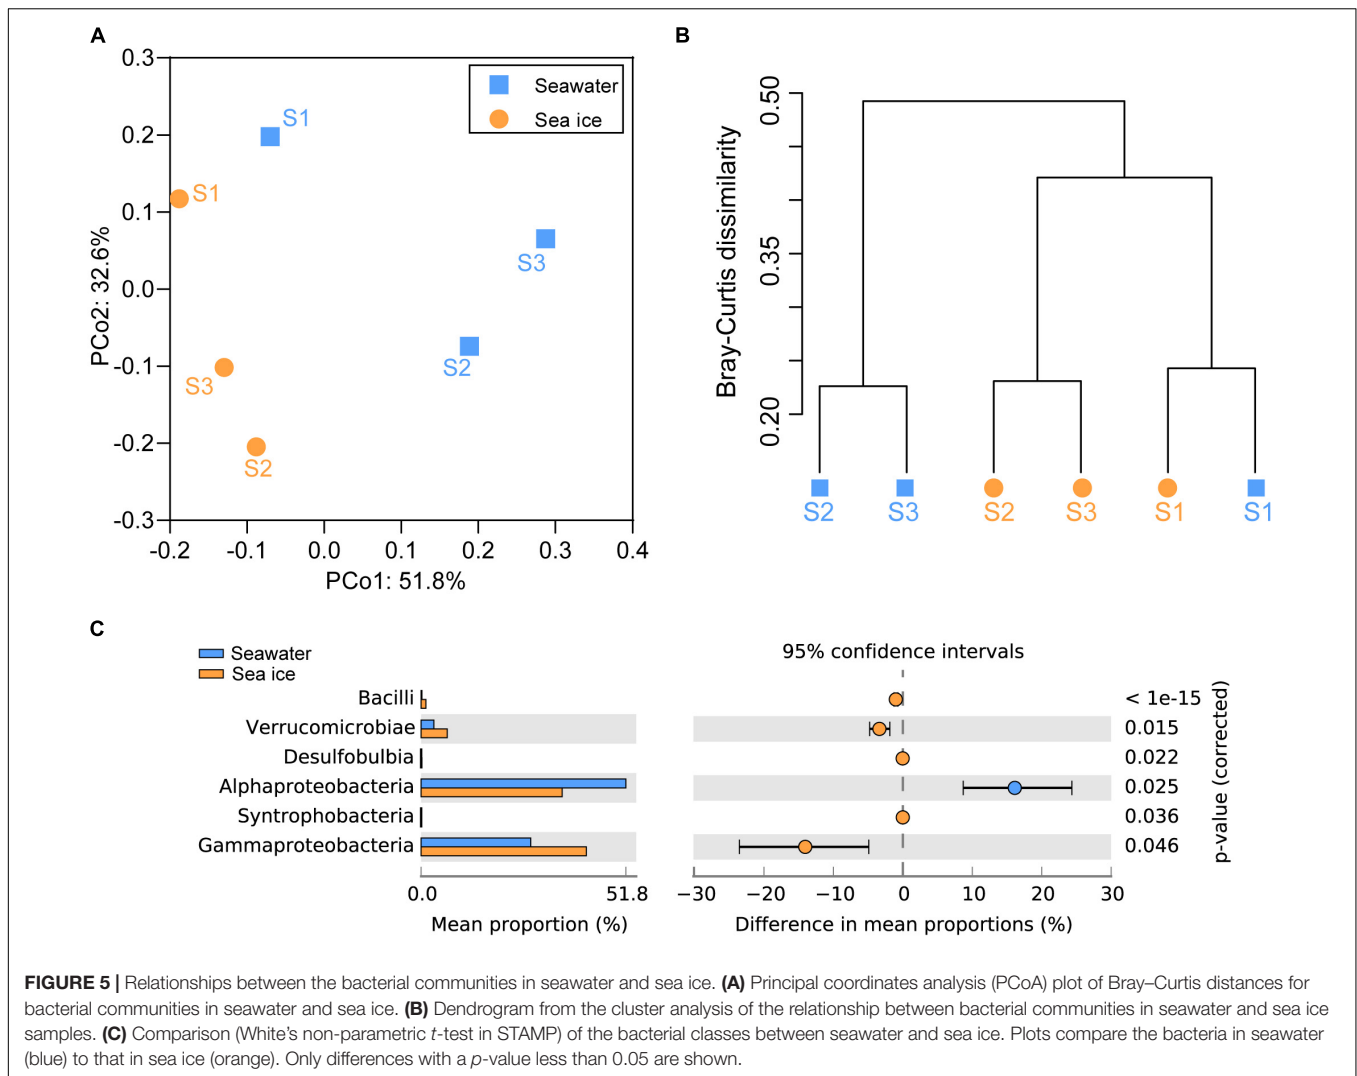 A
0.3
0.2
0.1
0.0
-0.1
-0.2
-0.3
PCo2: 32.6%
-0.2 -0.1 0.0 0.1 0.2 0.3 0.4
PCo1: 51.8%
Seawater
Sea ice
S1
S1
S3
S2
S3
S2
B
Bray-Curtis dissimilarity
0.50
0.35
0.20
S2 S3 S2 S3 S1 S1
C
Seawater
Sea ice
95% confidence intervals
Bacilli < 1e-15
Verrucomicrobiae 0.015
Desulfobulbia 0.022
Alphaproteobacteria 0.025
Syntrophobacteria 0.036
Gammaproteobacteria 0.046
p-value (corrected)
0.0 51.8 −30 −20 −10 0 10 20 30
Mean proportion (%) Difference in mean proportions (%)
FIGURE 5 | Relationships between the bacterial communities in seawater and sea ice. (A) Principal coordinates analysis (PCoA) plot of Bray–Curtis distances for
bacterial communities in seawater and sea ice. (B) Dendrogram from the cluster analysis of the relationship between bacterial communities in seawater and sea ice
samples. (C) Comparison (White's non-parametric t-test in STAMP) of the bacterial classes between seawater and sea ice. Plots compare the bacteria in seawater
(blue) to that in sea ice (orange). Only differences with a p-value less than 0.05 are shown.